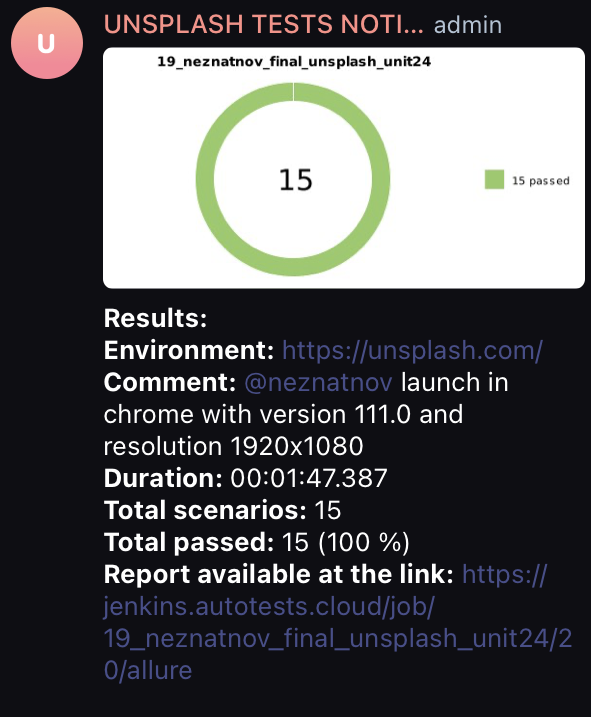 U
UNSPLASH TESTS NOTI... admin
19_neznatnov_final_unsplash_unit24
15
15 passed
Results:
Environment: https://unsplash.com/
Comment: @neznatnov launch in
chrome with version 111.0 and
resolution 1920x1080
Duration: 00:01:47.387
Total scenarios: 15
Total passed: 15 (100 %)
Report available at the link: https://
jenkins.autotests.cloud/job/
19_neznatnov_final_unsplash_unit24/2
0/allure